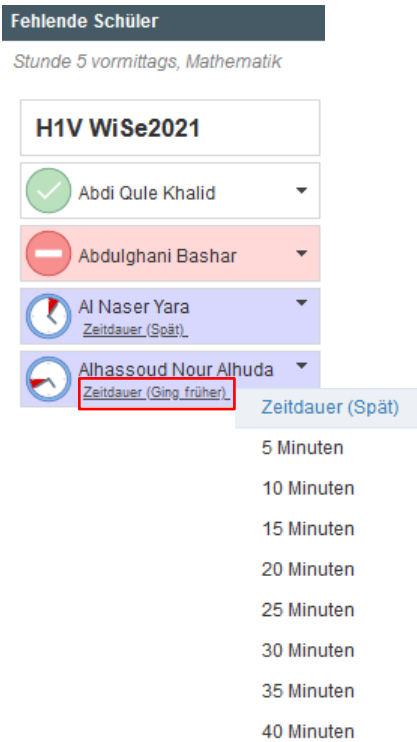 Fehlende Schüler
Stunde 5 vormittags, Mathematik
H1V WiSe2021
Abdi Qule Khalid
Abdulghani Bashar
Al Naser Yara
Zeitdauer (Spät)
Alhassoud Nour Alhuda
Zeitdauer (Ging früher)
Zeitdauer (Spät)
5 Minuten
10 Minuten
15 Minuten
20 Minuten
25 Minuten
30 Minuten
35 Minuten
40 Minuten